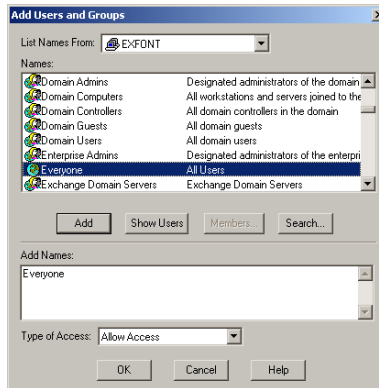 Add Users and Groups
List Names From: EXFONT
Names:
Domain Admins Designated administrators of the domain
Domain Computers All workstations and servers joined to the
Domain Controllers All domain controllers in the domain
Domain Guests All domain guests
Domain Users All domain users
Enterprise Admins Designated administrators of the enterpri
Everyone All Users
Exchange Domain Servers Exchange Domain Servers
Add Show Users Members... Search...
Add Names:
Everyone
Type of Access: Allow Access
OK Cancel Help